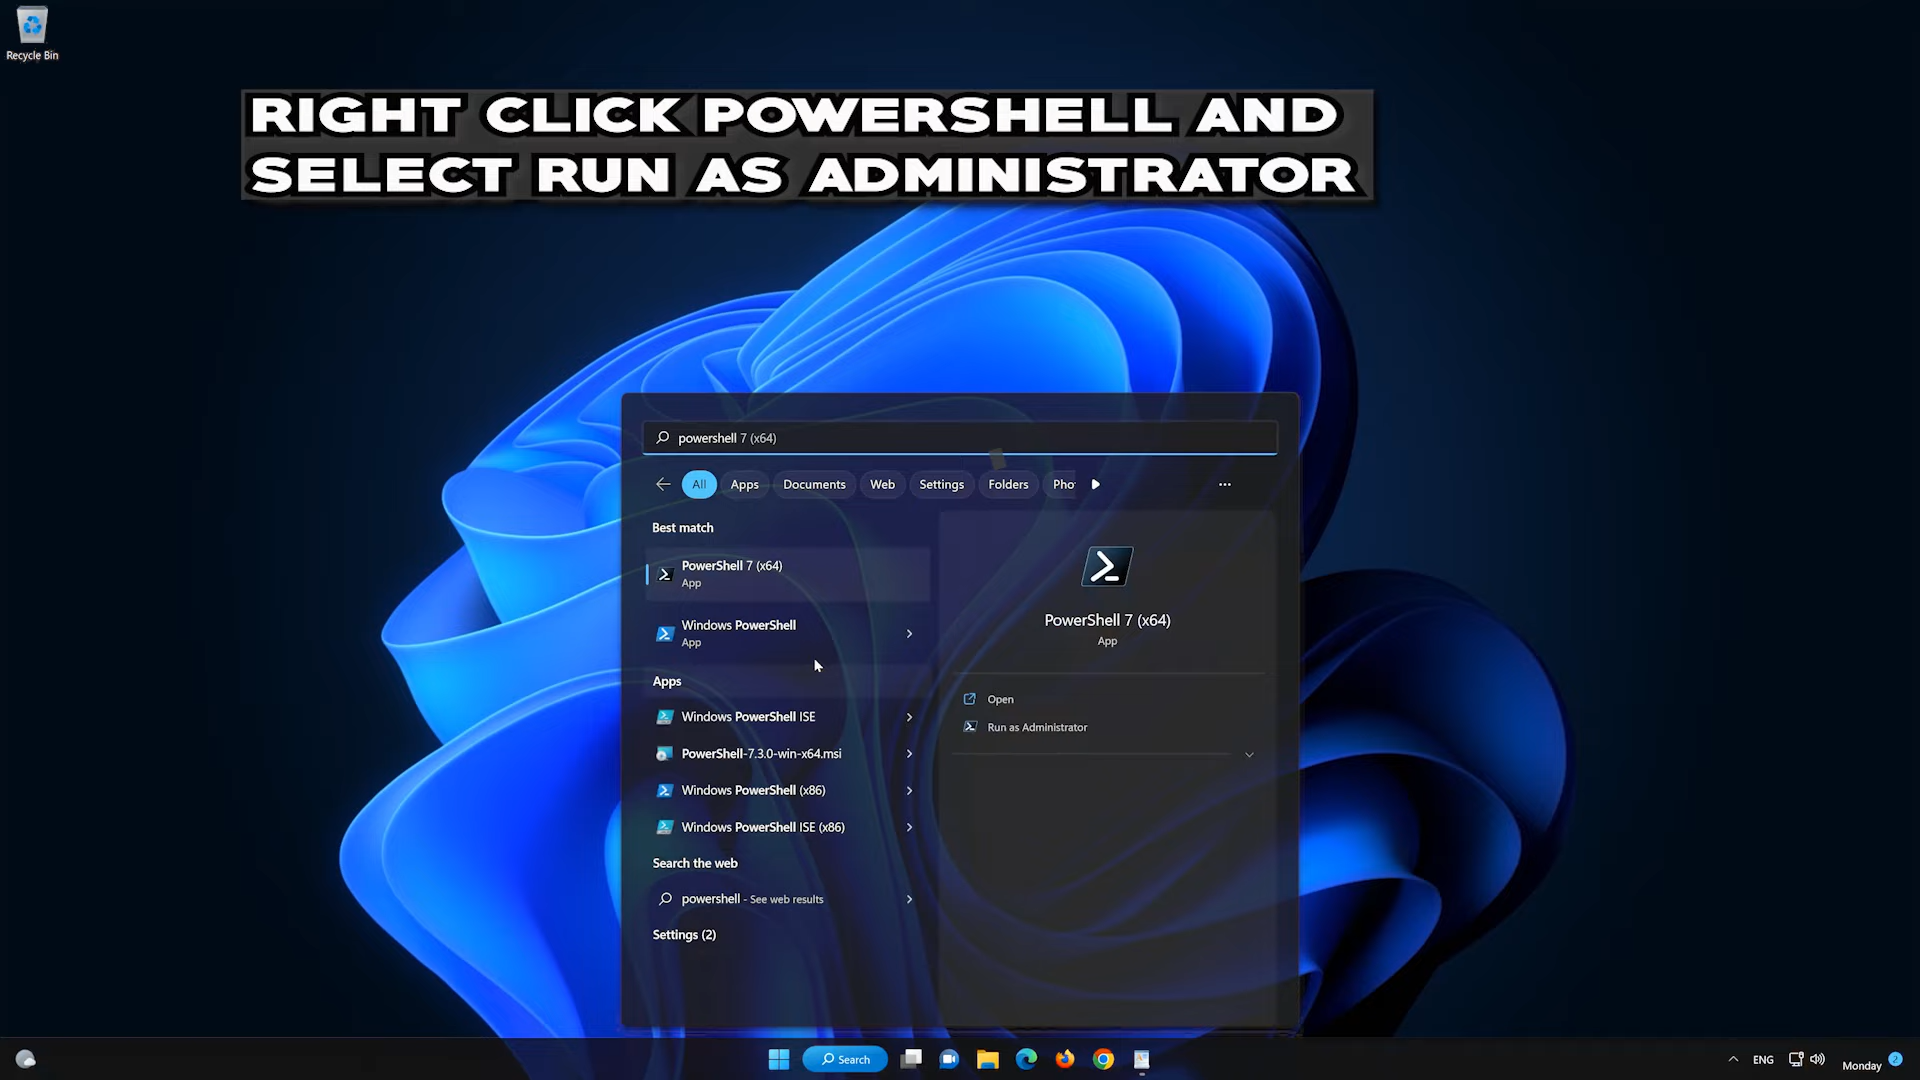 Recycle Bin
RIGHT CLICK POWERSHELL AND
SELECT RUN AS ADMINISTRATOR
powershell 7 (x64)
All Apps Documents Web Settings Folders Pho
Best match
PowerShell 7 (x64)
App
Windows PowerShell
App
Apps
Windows PowerShell ISE
PowerShell-7.3.0-win-x64.msi
Windows PowerShell (x86)
Windows PowerShell ISE (x86)
Search the web
powershell - See web results
Settings (2)
PowerShell 7 (x64)
App
Open
Run as Administrator
Search
ENG
Monday 2